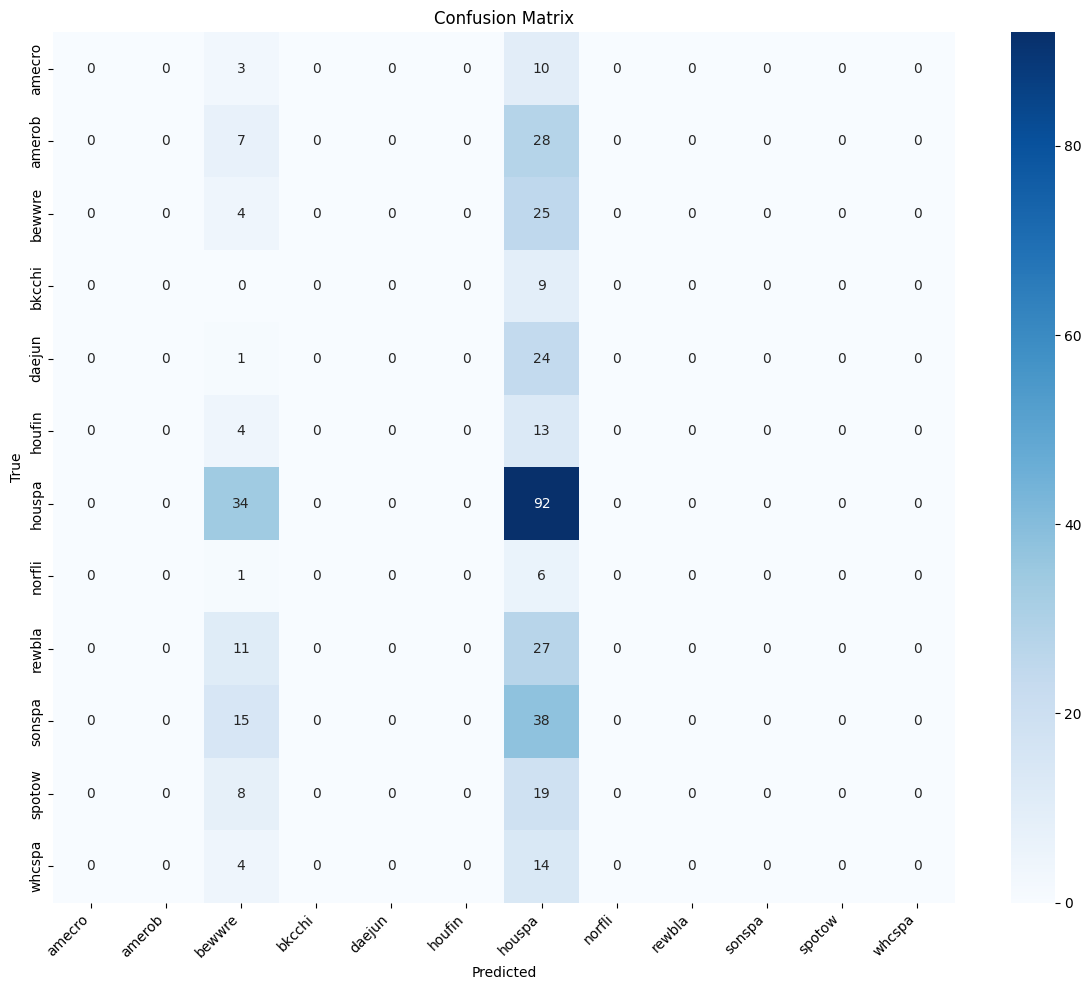 Confusion Matrix
True
amecro 0 0 3 0 0 0 10 0 0 0 0 0
amerob 0 0 7 0 0 0 28 0 0 0 0 0
bewwre 0 0 4 0 0 0 25 0 0 0 0 0
bkcchi 0 0 0 0 0 0 9 0 0 0 0 0
daejun 0 0 1 0 0 0 24 0 0 0 0 0
houfin 0 0 4 0 0 0 13 0 0 0 0 0
houspa 0 0 34 0 0 0 92 0 0 0 0 0
norfli 0 0 1 0 0 0 6 0 0 0 0 0
rewbla 0 0 11 0 0 0 27 0 0 0 0 0
sonspa 0 0 15 0 0 0 38 0 0 0 0 0
spotow 0 0 8 0 0 0 19 0 0 0 0 0
whcspa 0 0 4 0 0 0 14 0 0 0 0 0
amecro amerob bewwre bkcchi daejun houfin houspa norfli rewbla sonspa spotow whcspa
Predicted
80
60
40
20
0